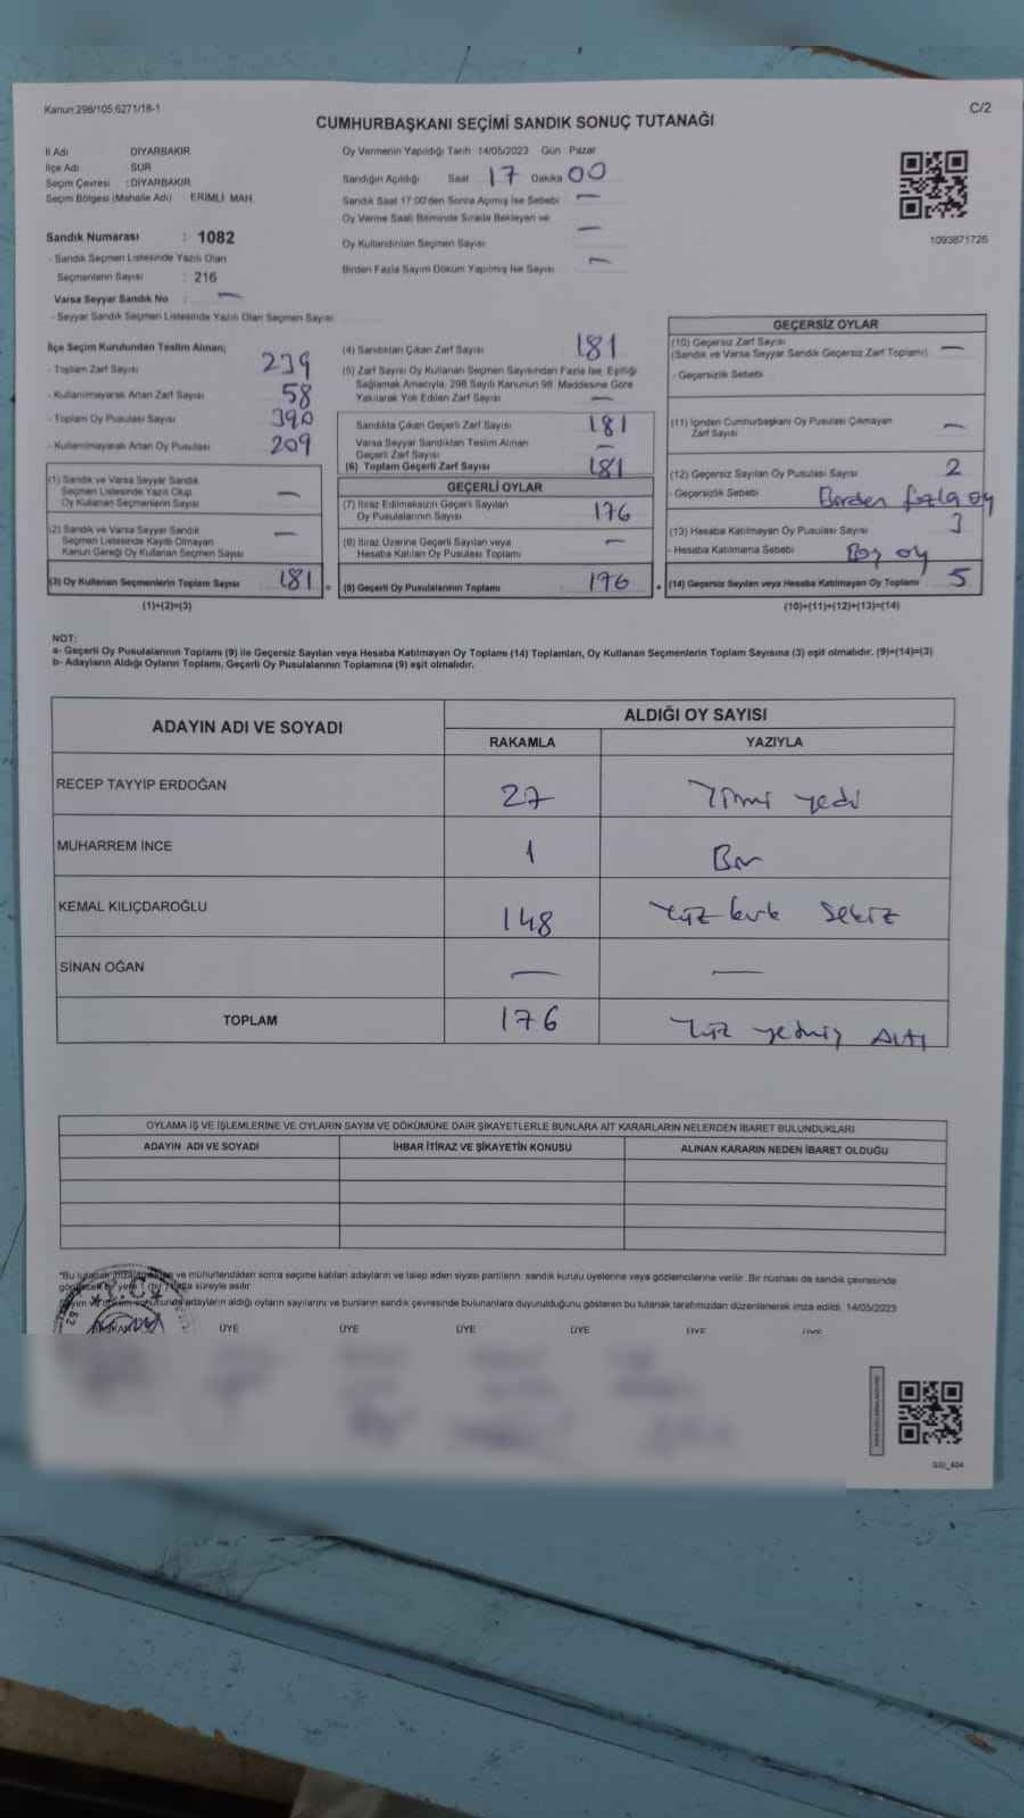 Kanun:298/105,6271/18-1
C/2
CUMHURBAŞKANI SEÇİMİ SANDIK SONUÇ TUTANAĞI
İl Adı DİYARBAKIR
İlçe Adı SUR
Seçim Çevresi : DİYARBAKIR
Seçim Bölgesi (Mahalle Adı) ERİMLİ MAH.
Oy Vermenin Yapıldığı Tarih: 14/05/2023 Gün : Pazar
Sandığın Açıldığı Saat 17 Dakika 00
Sandık Saat 17:00'den Sonra Açılmış İse Sebebi —
Oy Verme Saati Bitiminde Sırada Bekleyen ve
Oy Kullandırılan Seçmen Sayısı —
Birden Fazla Sayım Döküm Yapılmış İse Sayısı —
1093871726
Sandık Numarası : 1082
- Sandık Seçmen Listesinde Yazılı Olan
Seçmenlerin Sayısı : 216
Varsa Seyyar Sandık No : —
- Seyyar Sandık Seçmen Listesinde Yazılı Olan Seçmen Sayısı
İlçe Seçim Kurulundan Teslim Alınan;
- Toplam Zarf Sayısı 239
- Kullanılmayarak Artan Zarf Sayısı 58
- Toplam Oy Pusulası Sayısı 390
- Kullanılmayarak Artan Oy Pusulası 209
(1) Sandık ve Varsa Seyyar Sandık
Seçmen Listesinde Yazılı Olup
Oy Kullanan Seçmenlerin Sayısı —
(2) Sandık ve Varsa Seyyar Sandık
Seçmen Listesinde Kayıtlı Olmayan
Kanun Gereği Oy Kullanan Seçmen Sayısı —
(3) Oy Kullanan Seçmenlerin Toplam Sayısı 181
(1)+(2)=(3)
(4) Sandıktan Çıkan Zarf Sayısı 181
(5) Zarf Sayısı Oy Kullanan Seçmen Sayısından Fazla İse, Eşitliği
Sağlamak Amacıyla, 298 Sayılı Kanunun 98. Maddesine Göre
Yakılarak Yok Edilen Zarf Sayısı —
Sandıkta Çıkan Geçerli Zarf Sayısı 181
Varsa Seyyar Sandıktan Teslim Alınan
Geçerli Zarf Sayısı —
(6) Toplam Geçerli Zarf Sayısı 181
GEÇERLİ OYLAR
(7) İtiraz Edilmeksizin Geçerli Sayılan
Oy Pusulalarının Sayısı 176
(8) İtiraz Üzerine Geçerli Sayılan veya
Hesaba Katılan Oy Pusulası Toplamı —
(9) Geçerli Oy Pusulalarının Toplamı 176
GEÇERSİZ OYLAR
(10) Geçersiz Zarf Sayısı
(Sandık ve Varsa Seyyar Sandık Geçersiz Zarf Toplamı) —
- Geçersizlik Sebebi
(11) İçinden Cumhurbaşkanı Oy Pusulası Çıkmayan
Zarf Sayısı —
(12) Geçersiz Sayılan Oy Pusulası Sayısı 2
- Geçersizlik Sebebi Birden fazla oy
(13) Hesaba Katılmayan Oy Pusulası Sayısı 3
- Hesaba Katılmama Sebebi Boş oy
(14) Geçersiz Sayılan veya Hesaba Katılmayan Oy Toplamı 5
(10)+(11)+(12)+(13)=(14)
NOT:
a- Geçerli Oy Pusulalarının Toplamı (9) ile Geçersiz Sayılan veya Hesaba Katılmayan Oy Toplamı (14) Toplamları, Oy Kullanan Seçmenlerin Toplam Sayısına (3) eşit olmalıdır. (9)+(14)=(3)
b- Adayların Aldığı Oyların Toplamı, Geçerli Oy Pusulalarının Toplamına (9) eşit olmalıdır.
ADAYIN ADI VE SOYADI ALDIĞI OY SAYISI
RAKAMLA YAZIYLA
RECEP TAYYİP ERDOĞAN 27 Yirmi yedi
MUHARREM İNCE 1 Bir
KEMAL KILIÇDAROĞLU 148 Yüz kırk sekiz
SİNAN OĞAN — —
TOPLAM 176 Yüz yetmiş Altı
OYLAMA İŞ VE İŞLEMLERİNE VE OYLARIN SAYIM VE DÖKÜMÜNE DAİR ŞİKAYETLERLE BUNLARA AİT KARARLARIN NELERDEN İBARET BULUNDUKLARI
ADAYIN ADI VE SOYADI İHBAR İTİRAZ VE ŞİKAYETİN KONUSU ALINAN KARARIN NEDEN İBARET OLDUĞU
"Bu ve mühürlendikten sonra seçime katılan adayların ve talep eden siyasi partilerin, sandık kurulu üyelerine veya gözlemcilerine verilir. Bir nüshası da sandık çevresinde
süreyle asılır.
adayların aldığı oyların sayılarını ve bunların sandık çevresinde bulunanlara duyurulduğunu gösteren bu tutanak tarafımızdan düzenlenerek imza edildi. 14/05/2023
T.C.
ÜYE ÜYE ÜYE ÜYE ÜYE ÜYE